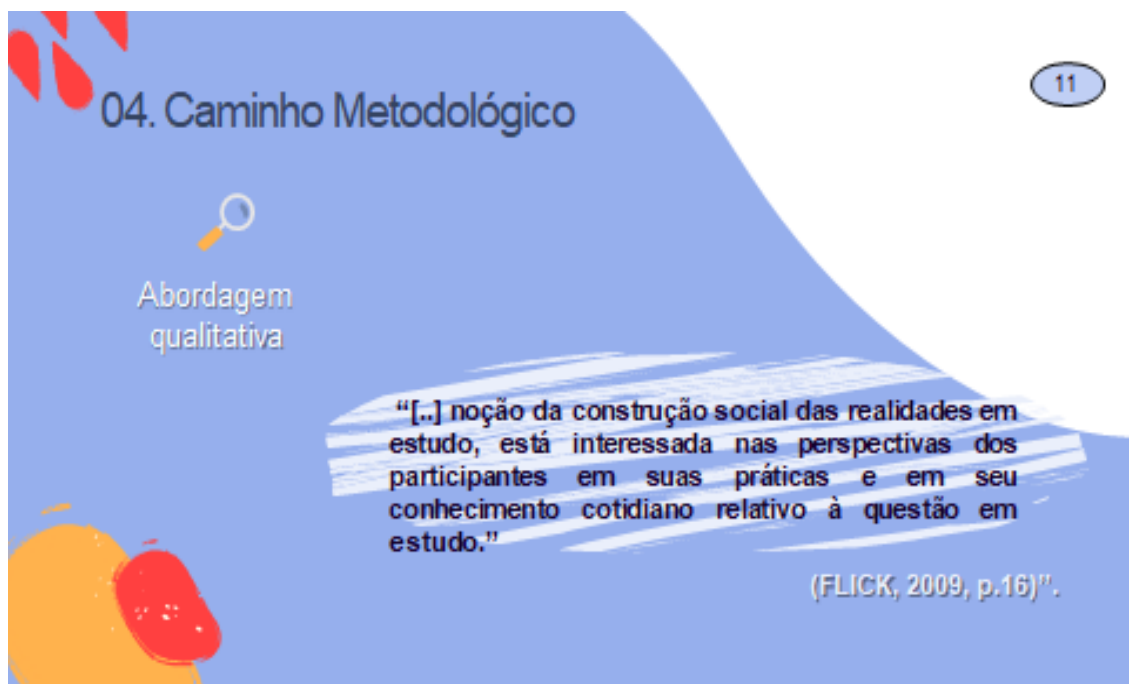 04. Caminho Metodológico
11
Abordagem
qualitativa
“[..] noção da construção social das realidades em
estudo, está interessada nas perspectivas dos
participantes em suas práticas e em seu
conhecimento cotidiano relativo à questão em
estudo.”
(FLICK, 2009, p.16)”.